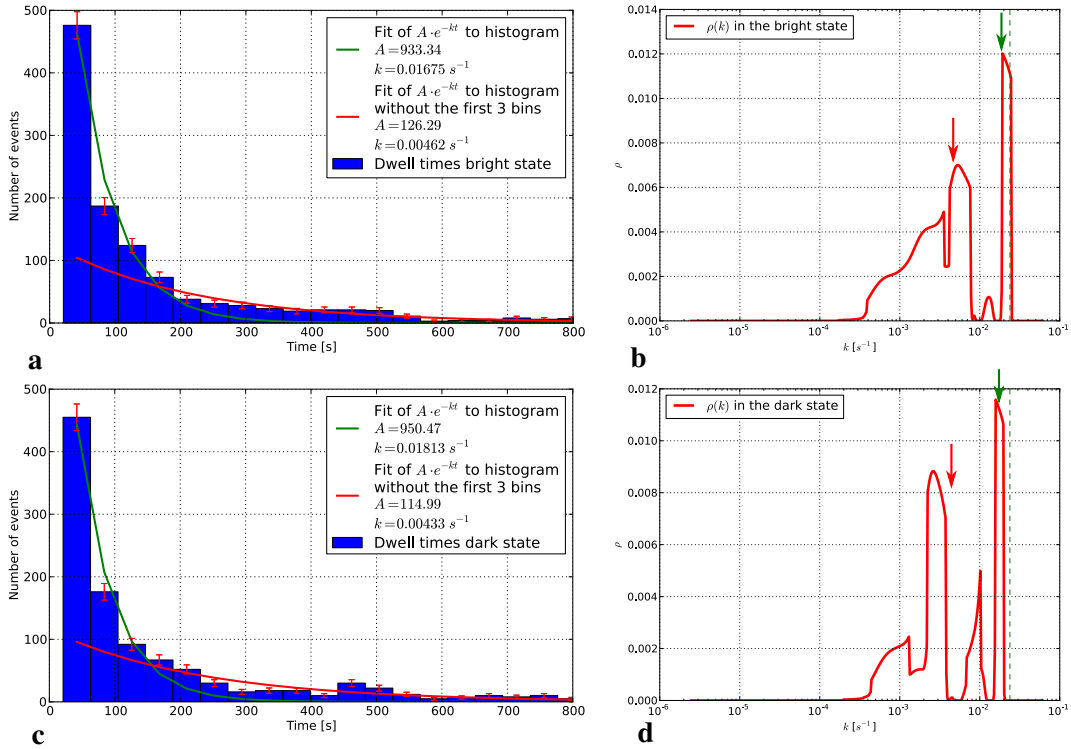 500
400
300
200
100
0
Number of events
0 100 200 300 400 500 600 700 800
Time [s]
Fit of A·e^{−kt} to histogram
A=933.34
k=0.01675 s^{−1}
Fit of A·e^{−kt} to histogram
without the first 3 bins
A=126.29
k=0.00462 s^{−1}
Dwell times bright state
a
0.014
0.012
0.010
0.008
0.006
0.004
0.002
0.000
ρ
ρ(k) in the bright state
10^{-6} 10^{-5} 10^{-4} 10^{-3} 10^{-2} 10^{-1}
k [s^{−1}]
b
500
400
300
200
100
0
Number of events
0 100 200 300 400 500 600 700 800
Time [s]
Fit of A·e^{−kt} to histogram
A=950.47
k=0.01813 s^{−1}
Fit of A·e^{−kt} to histogram
without the first 3 bins
A=114.99
k=0.00433 s^{−1}
Dwell times dark state
c
0.012
0.010
0.008
0.006
0.004
0.002
0.000
ρ
ρ(k) in the dark state
10^{-6} 10^{-5} 10^{-4} 10^{-3} 10^{-2} 10^{-1}
k [s^{−1}]
d